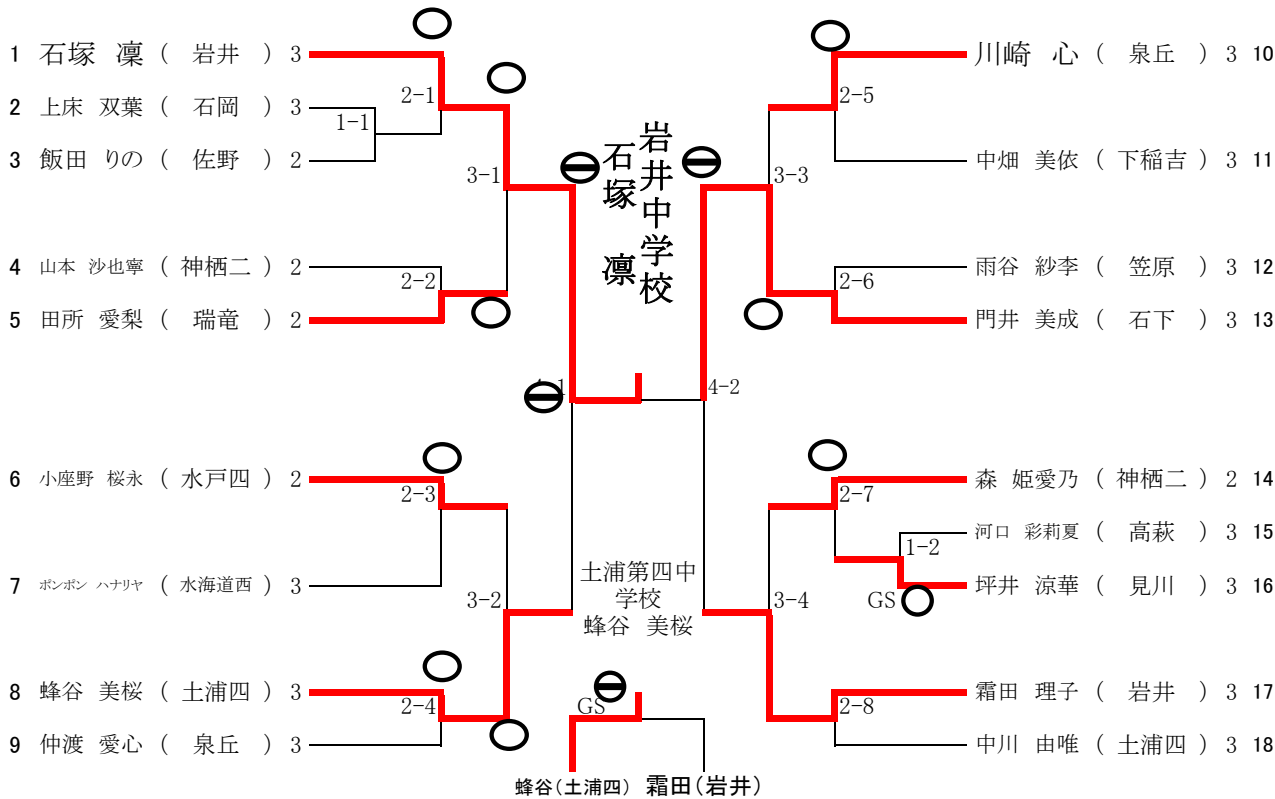 1 石塚 凜 ( 岩井 ) 3
2 上床 双葉 ( 石岡 ) 3
3 飯田 りの ( 佐野 ) 2
4 山本 沙也寧 ( 神栖二 ) 2
5 田所 愛梨 ( 瑞竜 ) 2
6 小座野 桜永 ( 水戸四 ) 2
7 ポンポン ハナリヤ ( 水海道西 ) 3
8 蜂谷 美桜 ( 土浦四 ) 3
9 仲渡 愛心 ( 泉丘 ) 3
1-1
2-1
2-2
2-3
2-4
3-1
3-2
4-1
岩井中学校
石塚 凛
土浦第四中
学校
蜂谷 美桜
GS
蜂谷(土浦四) 霜田(岩井)
4-2
3-3
3-4
2-5
2-6
2-7
1-2
GS
2-8
川崎 心 ( 泉丘 ) 3 10
中畑 美依 ( 下稲吉 ) 3 11
雨谷 紗李 ( 笠原 ) 3 12
門井 美成 ( 石下 ) 3 13
森 姫愛乃 ( 神栖二 ) 2 14
河口 彩莉夏 ( 高萩 ) 3 15
坪井 涼華 ( 見川 ) 3 16
霜田 理子 ( 岩井 ) 3 17
中川 由唯 ( 土浦四 ) 3 18